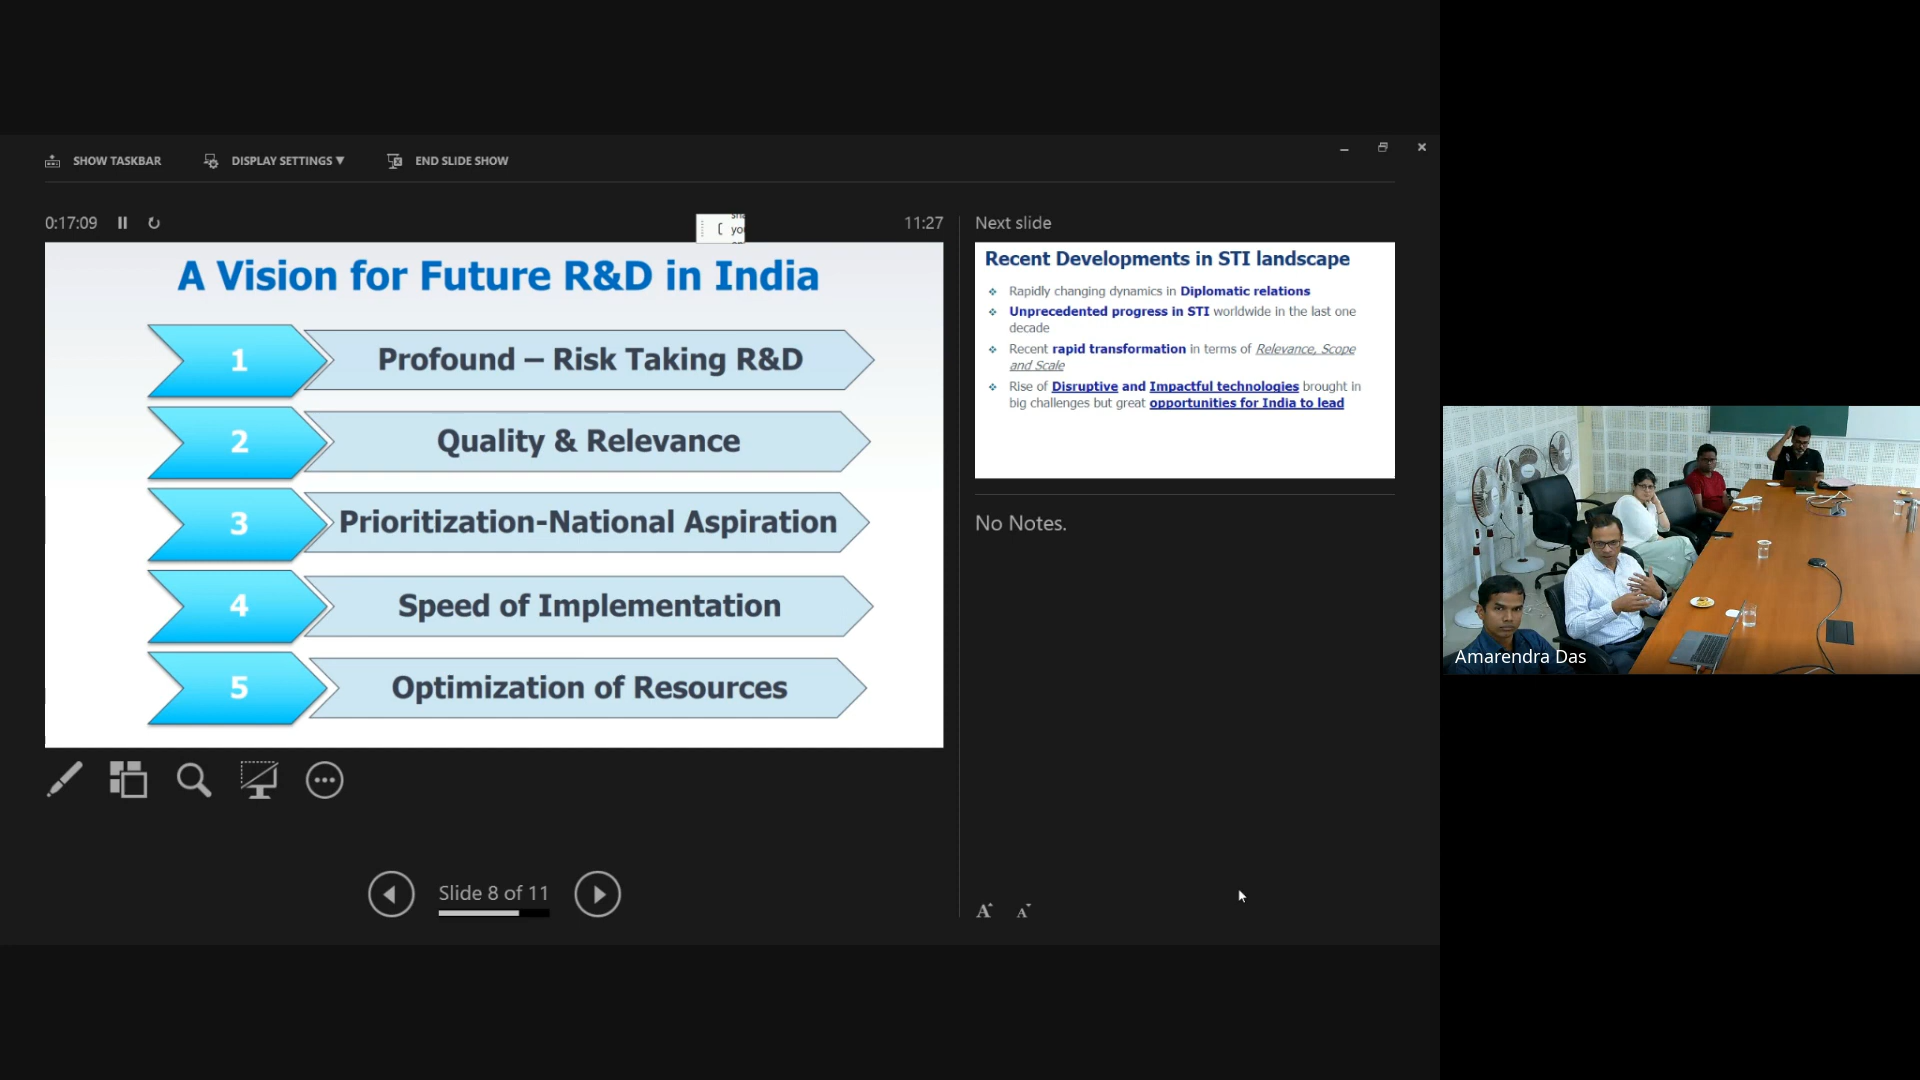 SHOW TASKBAR
DISPLAY SETTINGS ▼
END SLIDE SHOW
0:17:09
11:27
A Vision for Future R&D in India
1
Profound – Risk Taking R&D
2
Quality & Relevance
3
Prioritization-National Aspiration
4
Speed of Implementation
5
Optimization of Resources
Slide 8 of 11
Next slide
Recent Developments in STI landscape
Rapidly changing dynamics in Diplomatic relations
Unprecedented progress in STI worldwide in the last one
decade
Recent rapid transformation in terms of Relevance, Scope
and Scale
Rise of Disruptive and Impactful technologies brought in
big challenges but great opportunities for India to lead
No Notes.
A A
Amarendra Das